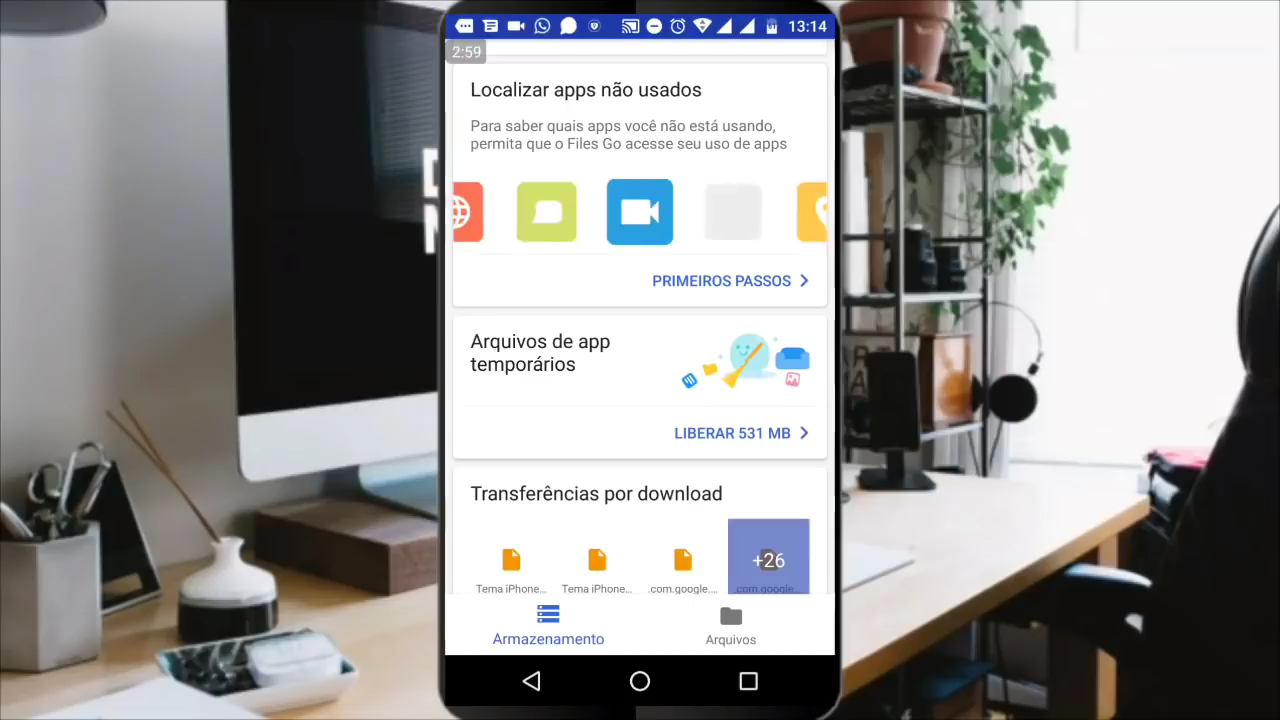 13:14
2:59
Localizar apps não usados
Para saber quais apps você não está usando,
permita que o Files Go acesse seu uso de apps
PRIMEIROS PASSOS
Arquivos de app
temporários
LIBERAR 531 MB
Transferências por download
+26
Tema iPhone... Tema iPhone... .com.google.... .com.google...
Armazenamento Arquivos